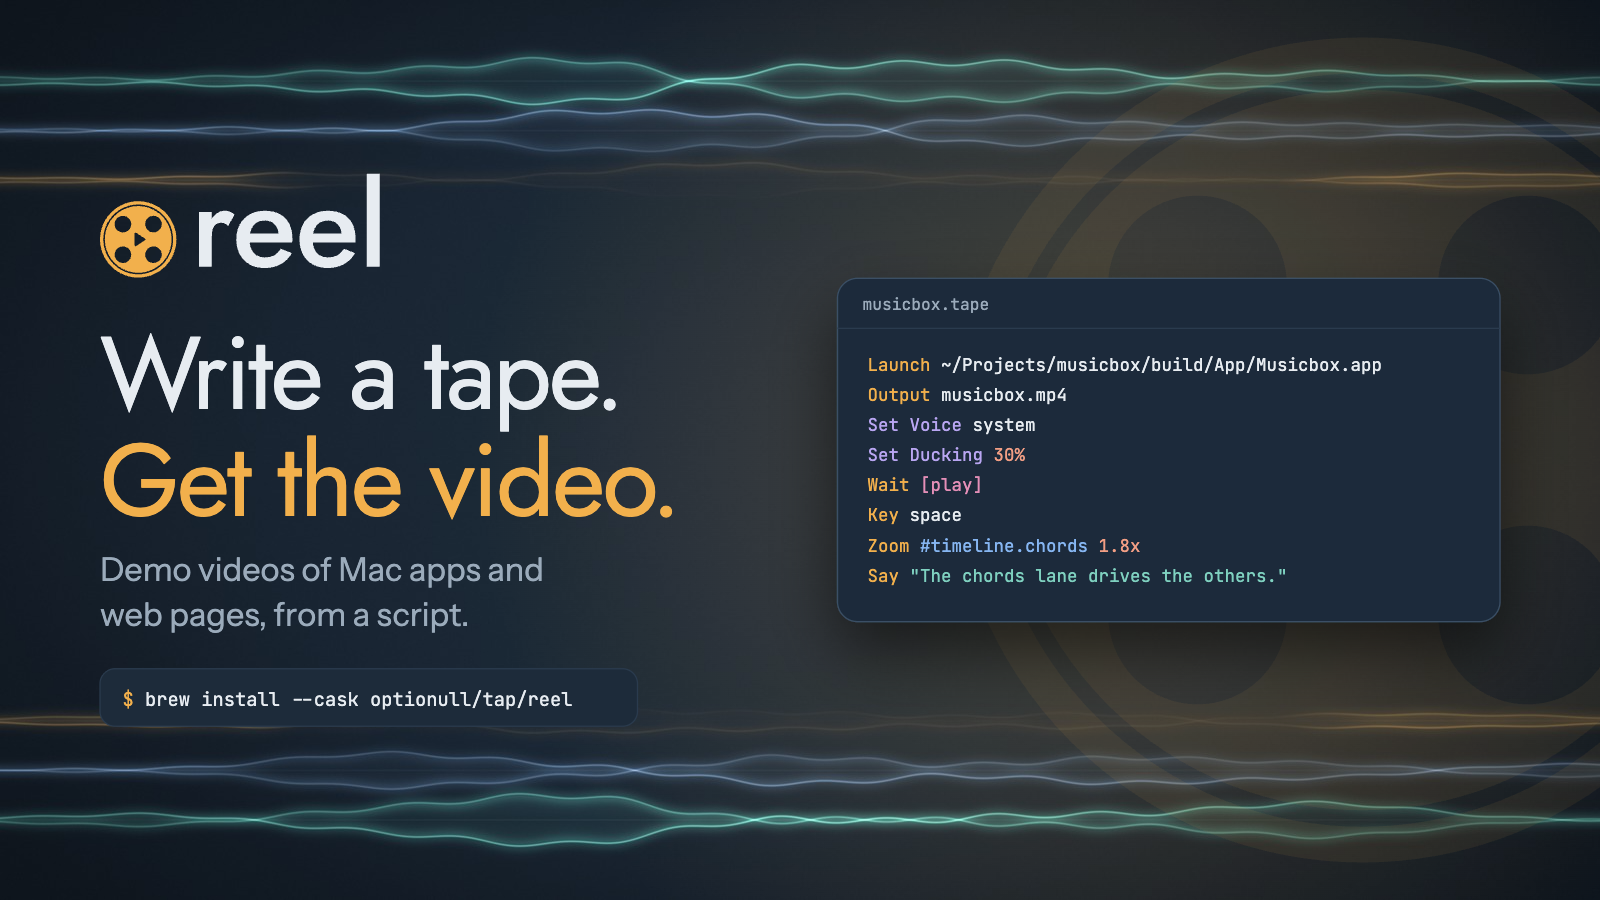 reel
Write a tape.
Get the video.
Demo videos of Mac apps and
web pages, from a script.
$ brew install --cask optionull/tap/reel
musicbox.tape
Launch ~/Projects/musicbox/build/App/Musicbox.app
Output musicbox.mp4
Set Voice system
Set Ducking 30%
Wait [play]
Key space
Zoom #timeline.chords 1.8x
Say "The chords lane drives the others."